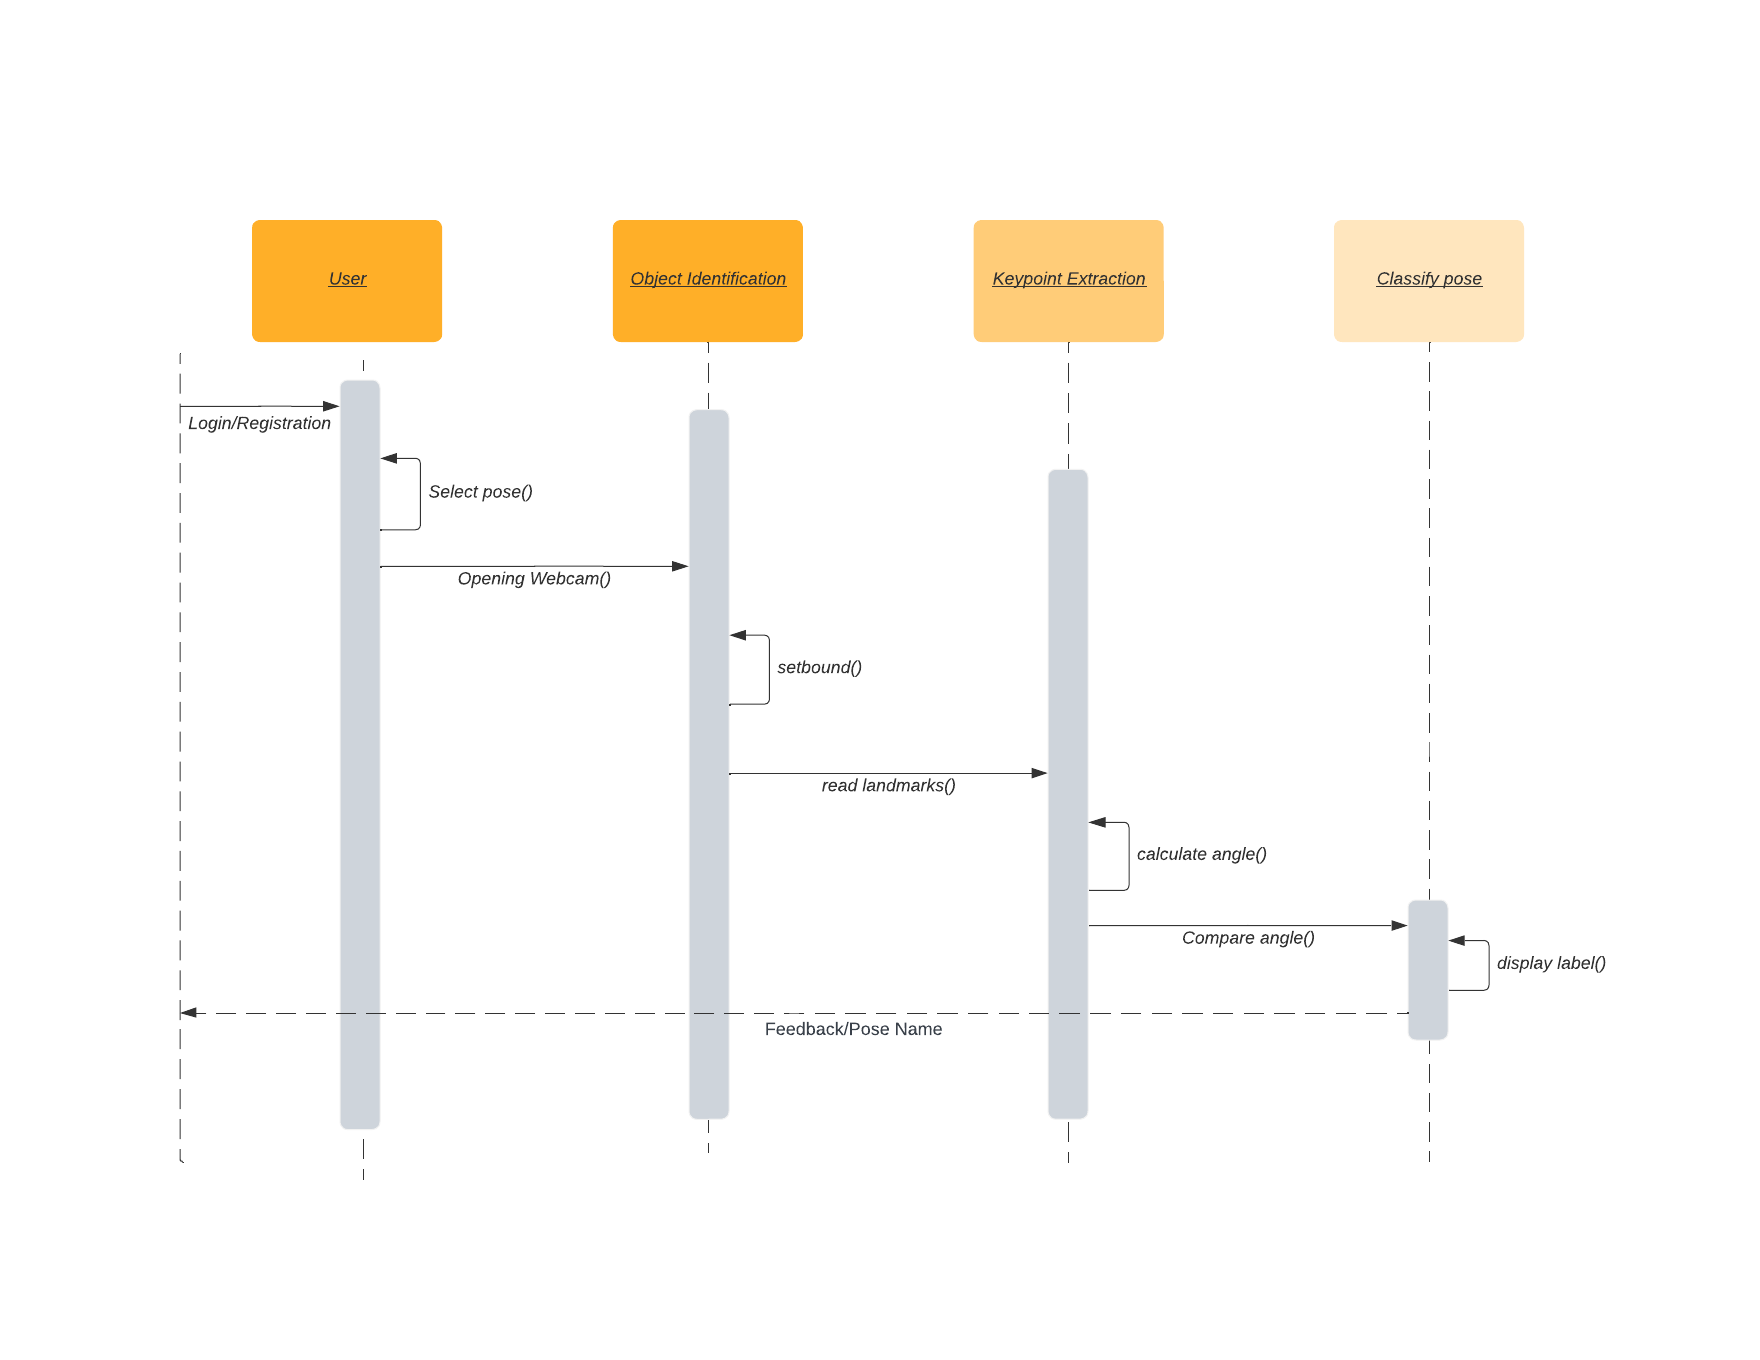 User
Object Identification
Keypoint Extraction
Classify pose
Login/Registration
Select pose()
Opening Webcam()
setbound()
read landmarks()
calculate angle()
Compare angle()
display label()
Feedback/Pose Name